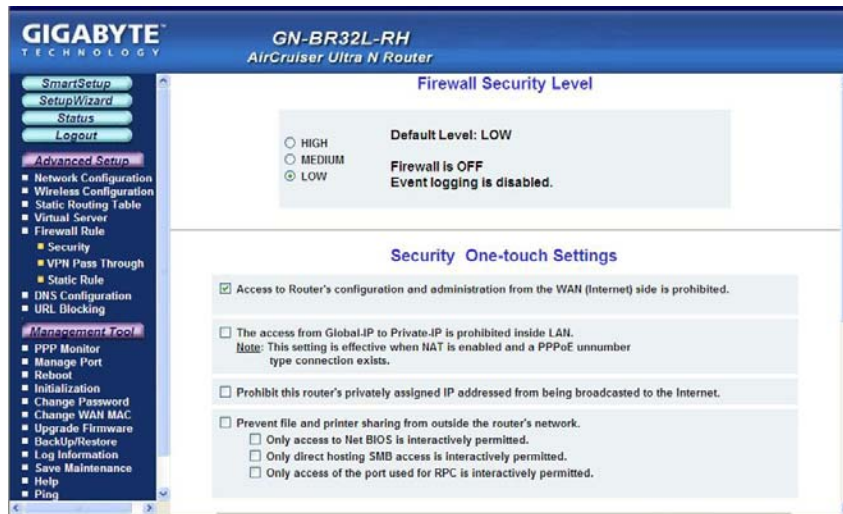 GIGABYTE™
TECHNOLOGY
GN-BR32L-RH
AirCruiser Ultra N Router
SmartSetup
SetupWizard
Status
Logout
Advanced Setup
Network Configuration
Wireless Configuration
Static Routing Table
Virtual Server
Firewall Rule
Security
VPN Pass Through
Static Rule
DNS Configuration
URL Blocking
Management Tool
PPP Monitor
Manage Port
Reboot
Initialization
Change Password
Change WAN MAC
Upgrade Firmware
BackUp/Restore
Log Information
Save Maintenance
Help
Ping
Firewall Security Level
HIGH
MEDIUM
LOW
Default Level: LOW
Firewall is OFF
Event logging is disabled.
Security One-touch Settings
Access to Router's configuration and administration from the WAN (Internet) side is prohibited.
The access from Global-IP to Private-IP is prohibited inside LAN.
Note: This setting is effective when NAT is enabled and a PPPoE unnumber
type connection exists.
Prohibit this router's privately assigned IP addressed from being broadcasted to the Internet.
Prevent file and printer sharing from outside the router's network.
Only access to Net BIOS is interactively permitted.
Only direct hosting SMB access is interactively permitted.
Only access of the port used for RPC is interactively permitted.